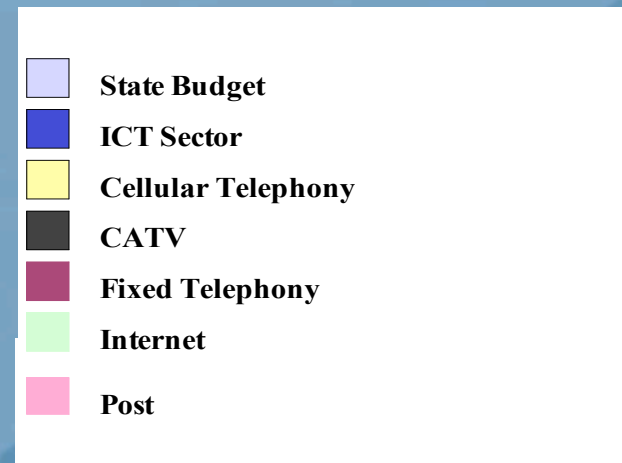 State Budget
ICT Sector
Cellular Telephony
CATV
Fixed Telephony
Internet
Post